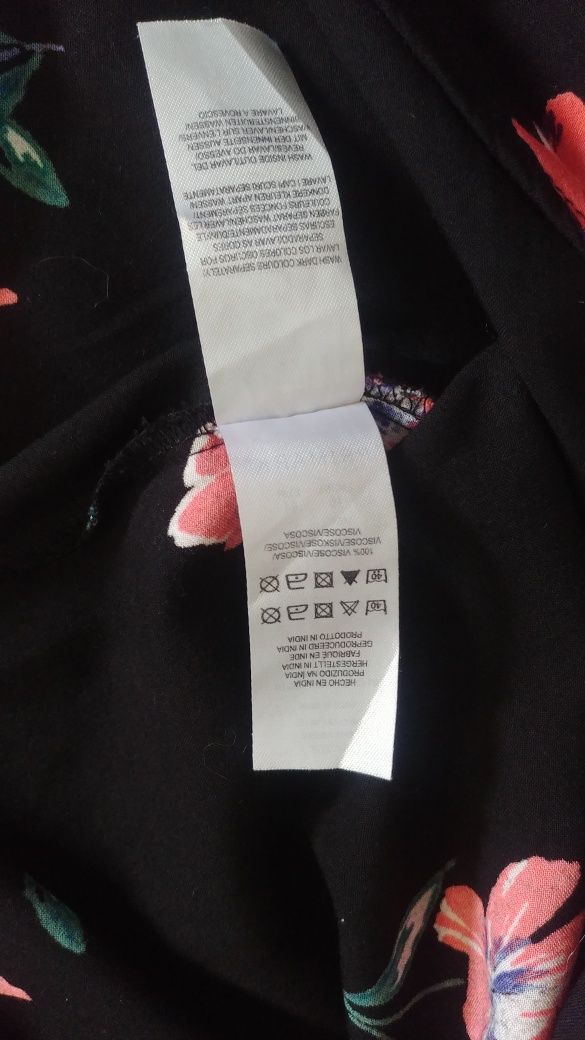 HECHO EN INDIA
PRODUZIDO NA ÍNDIA
HERGESTELLT IN INDIA
FABRIQUÉ EN INDE
GEPRODUCEERD IN INDIA
PRODOTTO IN INDIA
40
40
100% VISCOSE/VISCOSA/
VISCOSE/VISKOSE/VISCOSE/
VISCOSE/VISCOSA
WASH DARK COLOURS SEPARATELY/
LAVAR LOS COLORES OSCUROS POR
SEPARADO/LAVAR AS CORES
ESCURAS SEPARADAMENTE/DUNKLE
FARBEN SEPARAT WASCHEN/LAVER LES
COULEURS FONCÉES SÉPARÉMENT/
DONKERE KLEUREN APART WASSEN/
LAVARE I CAPI SCURI SEPARATAMENTE
WASH INSIDE OUT/LAVAR DEL
REVÉS/LAVAR DO AVESSO/
MIT DER INNENSEITE AUSSEN
WASCHEN/LAVER SUR L'ENVERS/
BINNENSTEBUITEN WASSEN/
LAVARE A ROVESCIO